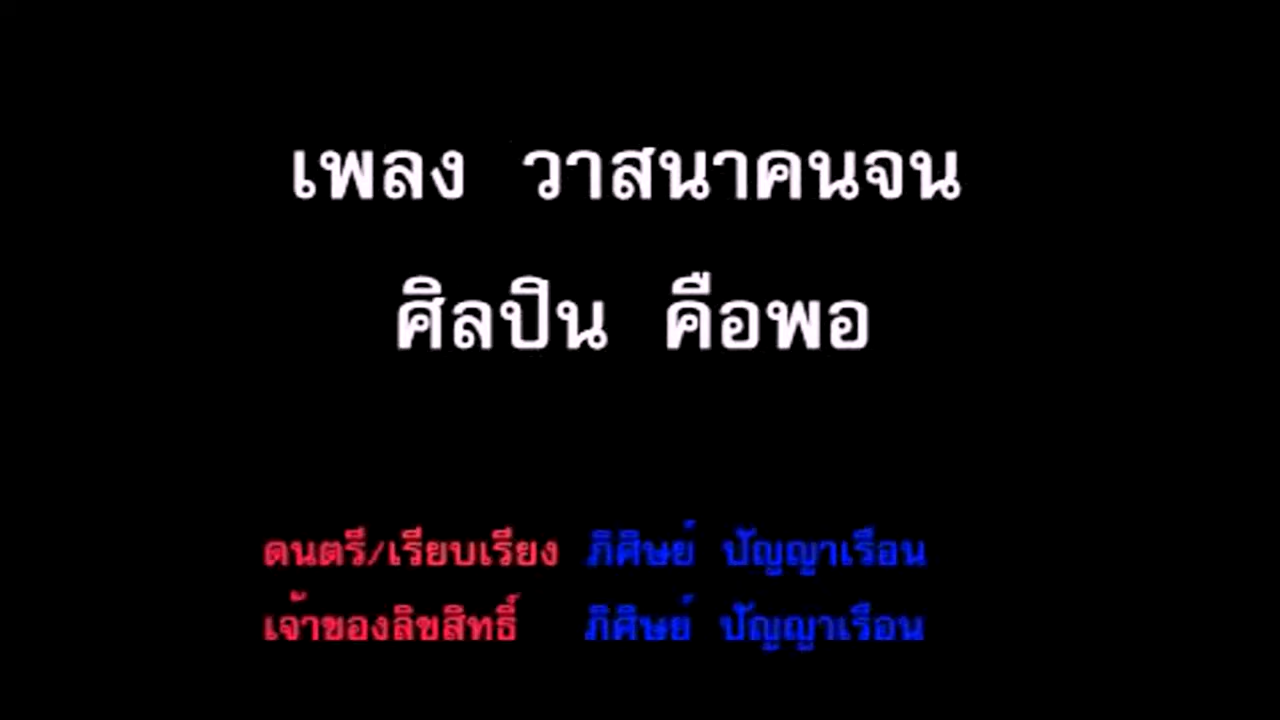 เพลง วาสนาคนจน
ศิลปิน คือพอ
ดนตรี/เรียบเรียง ภิศิษย์ ปัญญาเรือน
เจ้าของลิขสิทธิ์ ภิศิษย์ ปัญญาเรือน